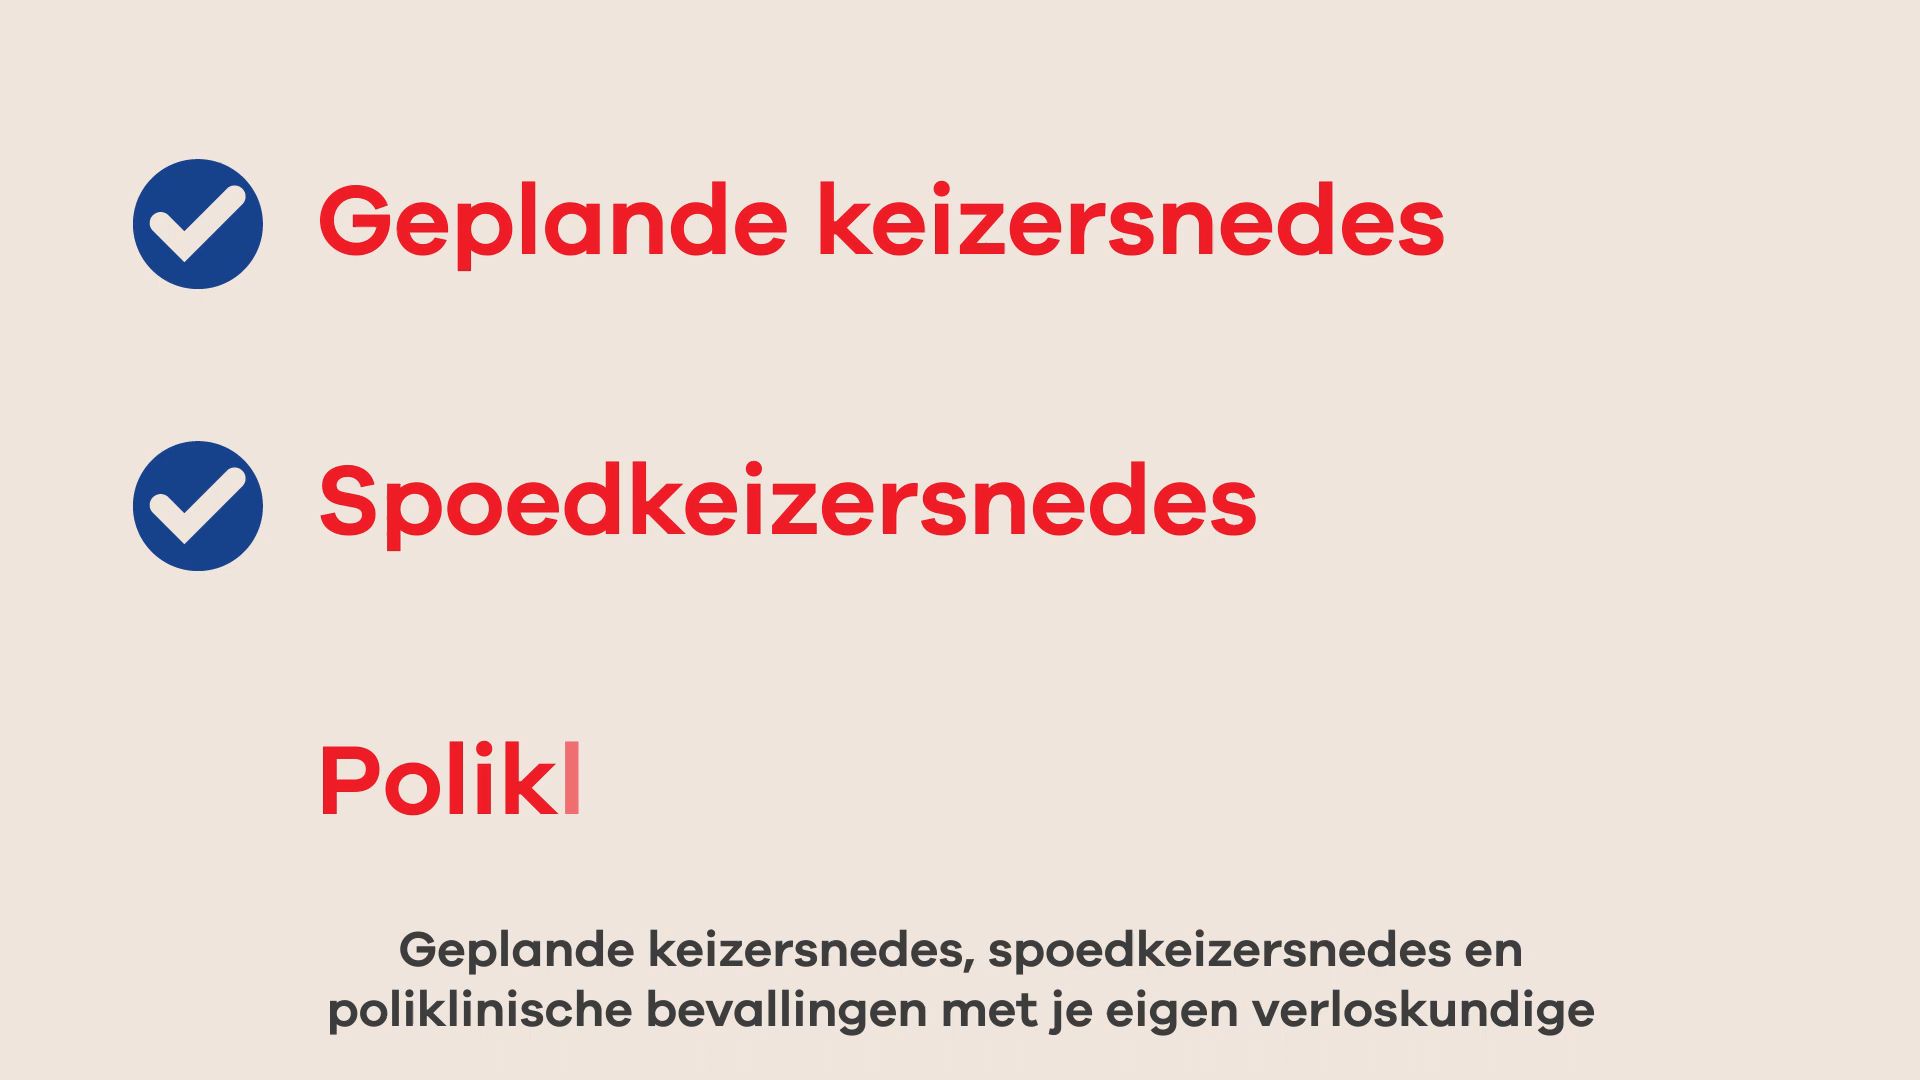 Geplande keizersnedes
Spoedkeizersnedes
Polikl
Geplande keizersnedes, spoedkeizersnedes en
poliklinische bevallingen met je eigen verloskundige